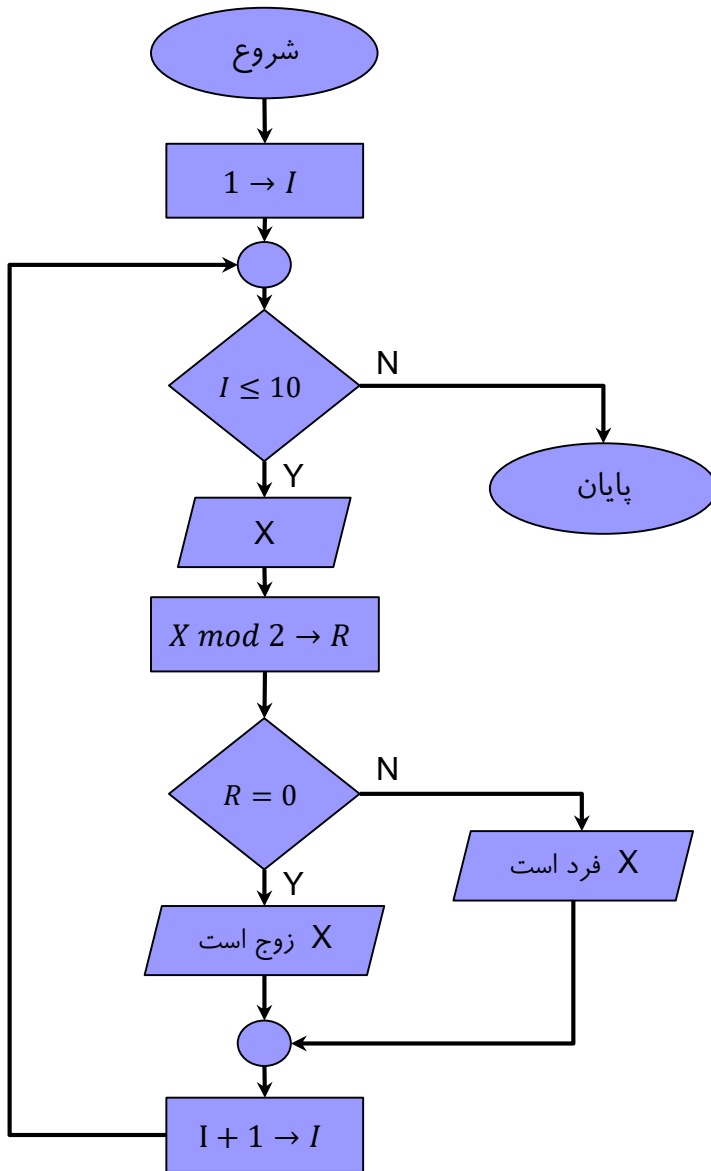 شروع
1 → I
I ≤ 10
N
پایان
Y
X
X mod 2 → R
R = 0
N
X فرد است
Y
X زوج است
I + 1 → I